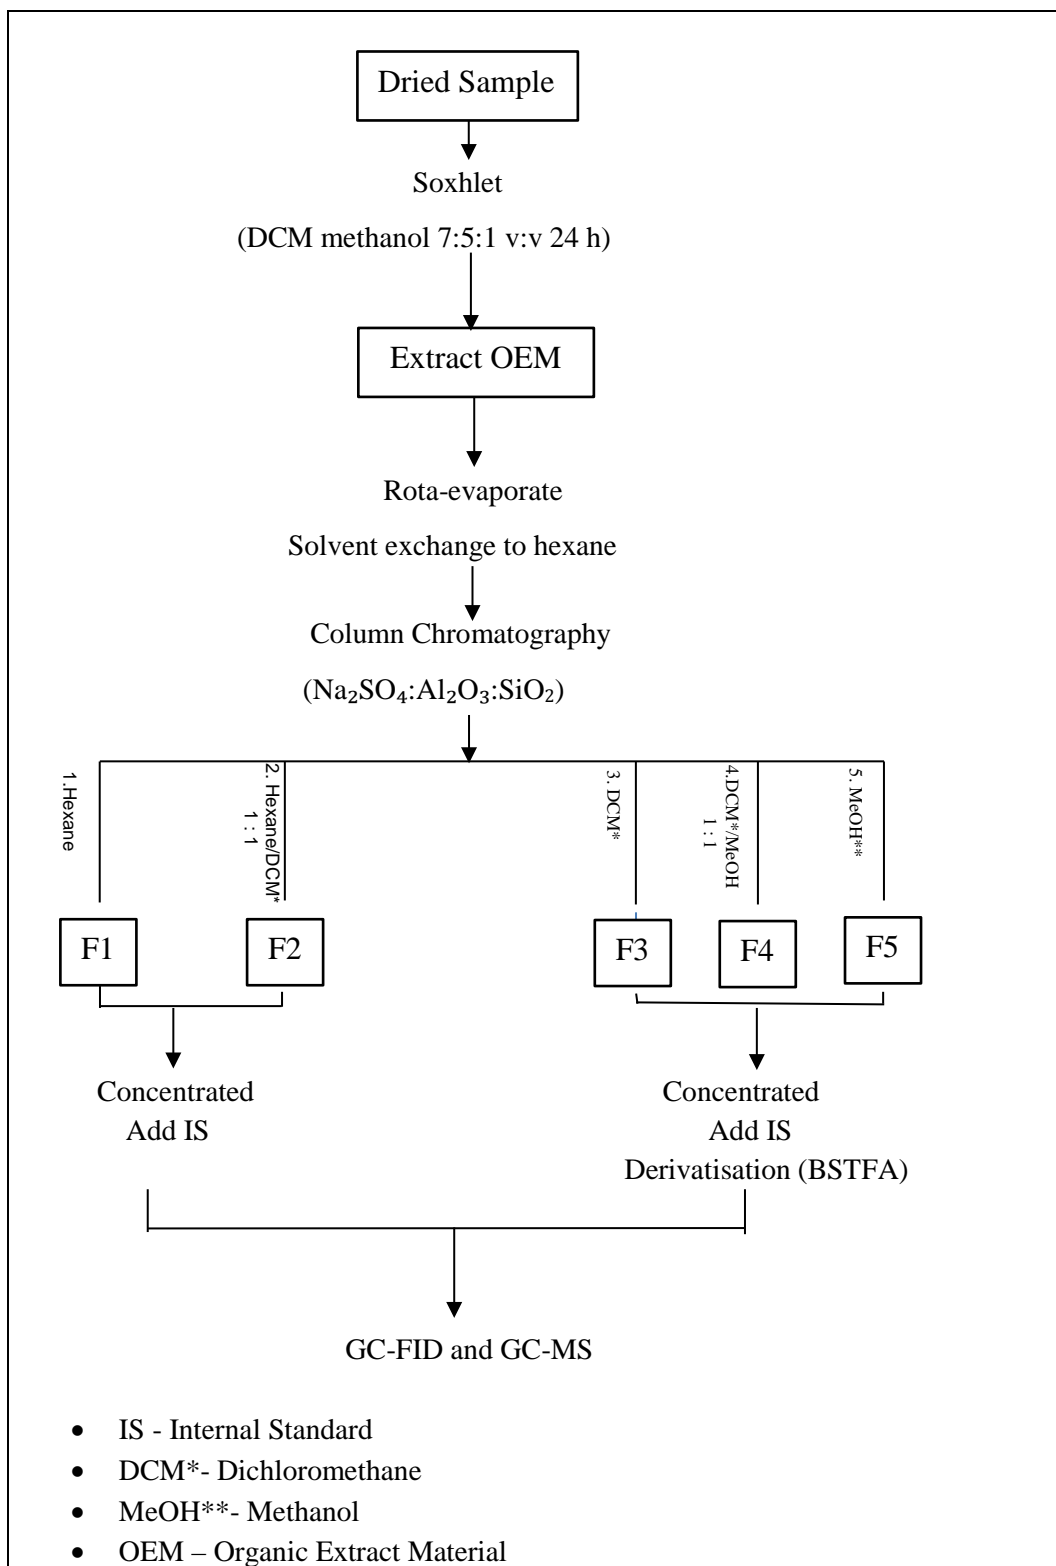 Dried Sample
Soxhlet
(DCM methanol 7:5:1 v:v 24 h)
Extract OEM
Rota-evaporate
Solvent exchange to hexane
Column Chromatography
(Na₂SO₄:Al₂O₃:SiO₂)
1.Hexane
2. Hexane/DCM*
1 : 1
3. DCM*
4.DCM*/MeOH
1 : 1
5. MeOH**
F1
F2
F3
F4
F5
Concentrated
Add IS
Concentrated
Add IS
Derivatisation (BSTFA)
GC-FID and GC-MS
• IS - Internal Standard
• DCM*- Dichloromethane
• MeOH**- Methanol
• OEM – Organic Extract Material